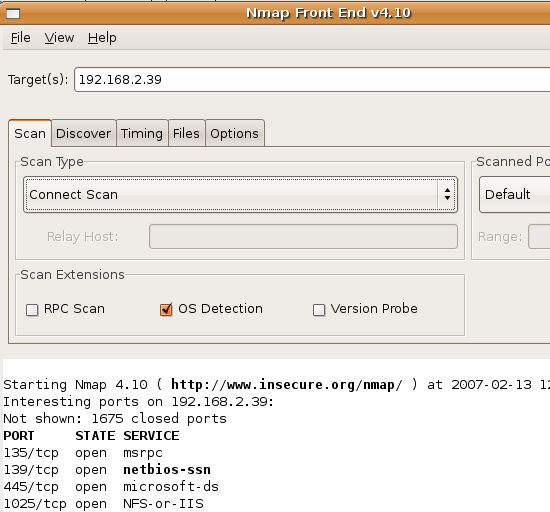 Nmap Front End v4.10
File View Help
Target(s): 192.168.2.39
Scan Discover Timing Files Options
Scan Type Scanned Po
Connect Scan Default
Relay Host: Range:
Scan Extensions
RPC Scan OS Detection Version Probe
Starting Nmap 4.10 ( http://www.insecure.org/nmap/ ) at 2007-02-13 12
Interesting ports on 192.168.2.39:
Not shown: 1675 closed ports
PORT STATE SERVICE
135/tcp open msrpc
139/tcp open netbios-ssn
445/tcp open microsoft-ds
1025/tcp open NFS-or-IIS